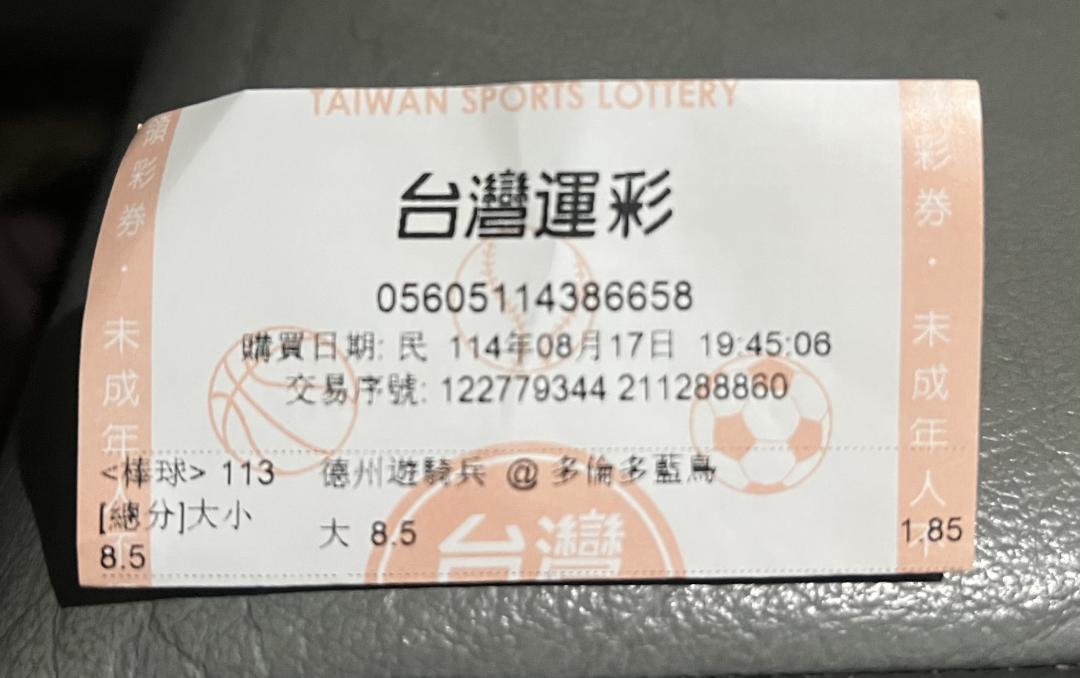 TAIWAN SPORTS LOTTERY
台灣運彩
05605114386658
購買日期: 民 114年08月17日 19:45:06
交易序號: 122779344 211288860
<棒球> 113 德州遊騎兵 @ 多倫多藍鳥
[總分]大小
大 8.5 1.85
8.5
台灣
領彩券·未成年人不
彩券·未成年人不